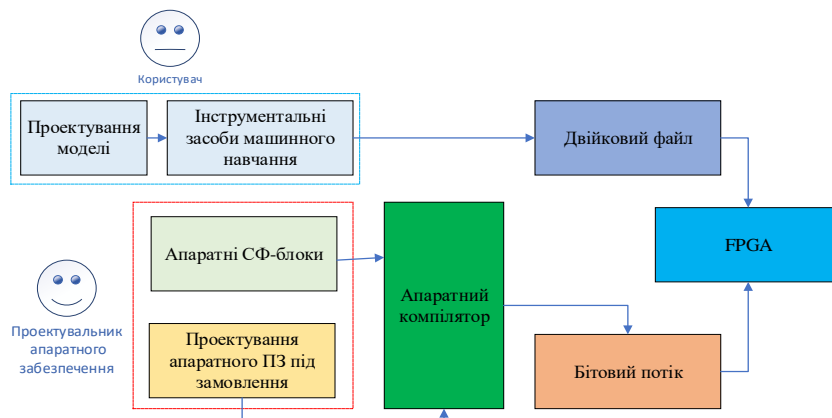 Користувач
Проектування
моделі
Інструментальні
засоби машинного
навчання
Двійковий файл
FPGA
Апаратні СФ-блоки
Апаратний
компілятор
Проектувальник
апаратного
забезпечення
Проектування
апаратного ПЗ під
замовлення
Бітовий потік